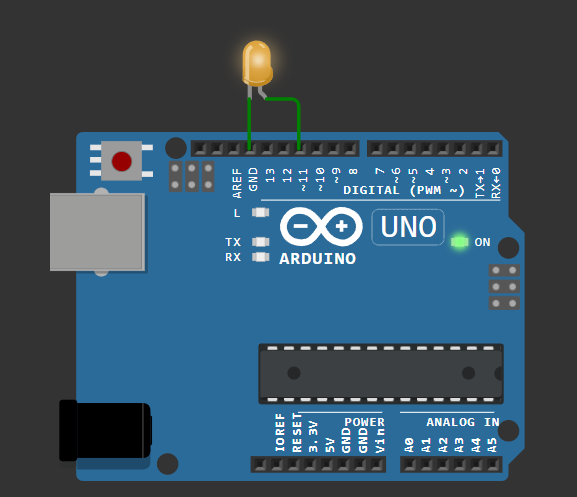 AREF
GND
13
12
~11
~10
~9
8
7
~6
~5
4
~3
2
TX→1
RX←0
DIGITAL (PWM ~)
L
TX
RX
UNO
ON
ARDUINO
POWER
ANALOG IN
IOREF
RESET
3.3V
5V
GND
GND
Vin
A0
A1
A2
A3
A4
A5